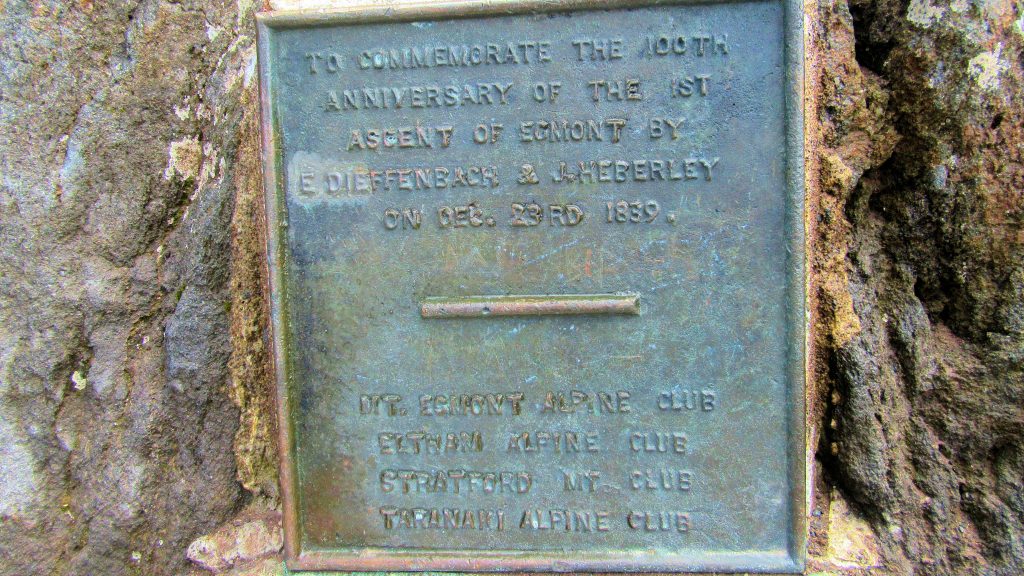 TO COMMEMORATE THE 100TH
ANNIVERSARY OF THE 1ST
ASCENT OF EGMONT BY
E. DIEFFENBACH & J. HEBERLEY
ON DEC. 23RD 1839.
MT. EGMONT ALPINE CLUB
ELTHAM ALPINE CLUB
STRATFORD MT. CLUB
TARANAKI ALPINE CLUB